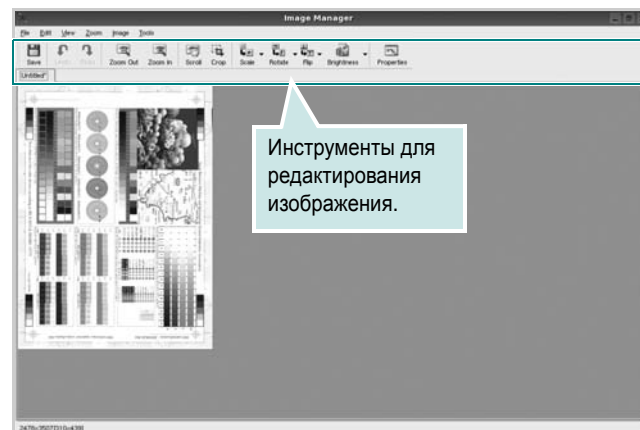 Image Manager
File Edit View Zoom Image Tools
Save Undo Redo Zoom Out Zoom In Scroll Crop Scale Rotate Flip Brightness Properties
Untitled*
Инструменты для
редактирования
изображения.